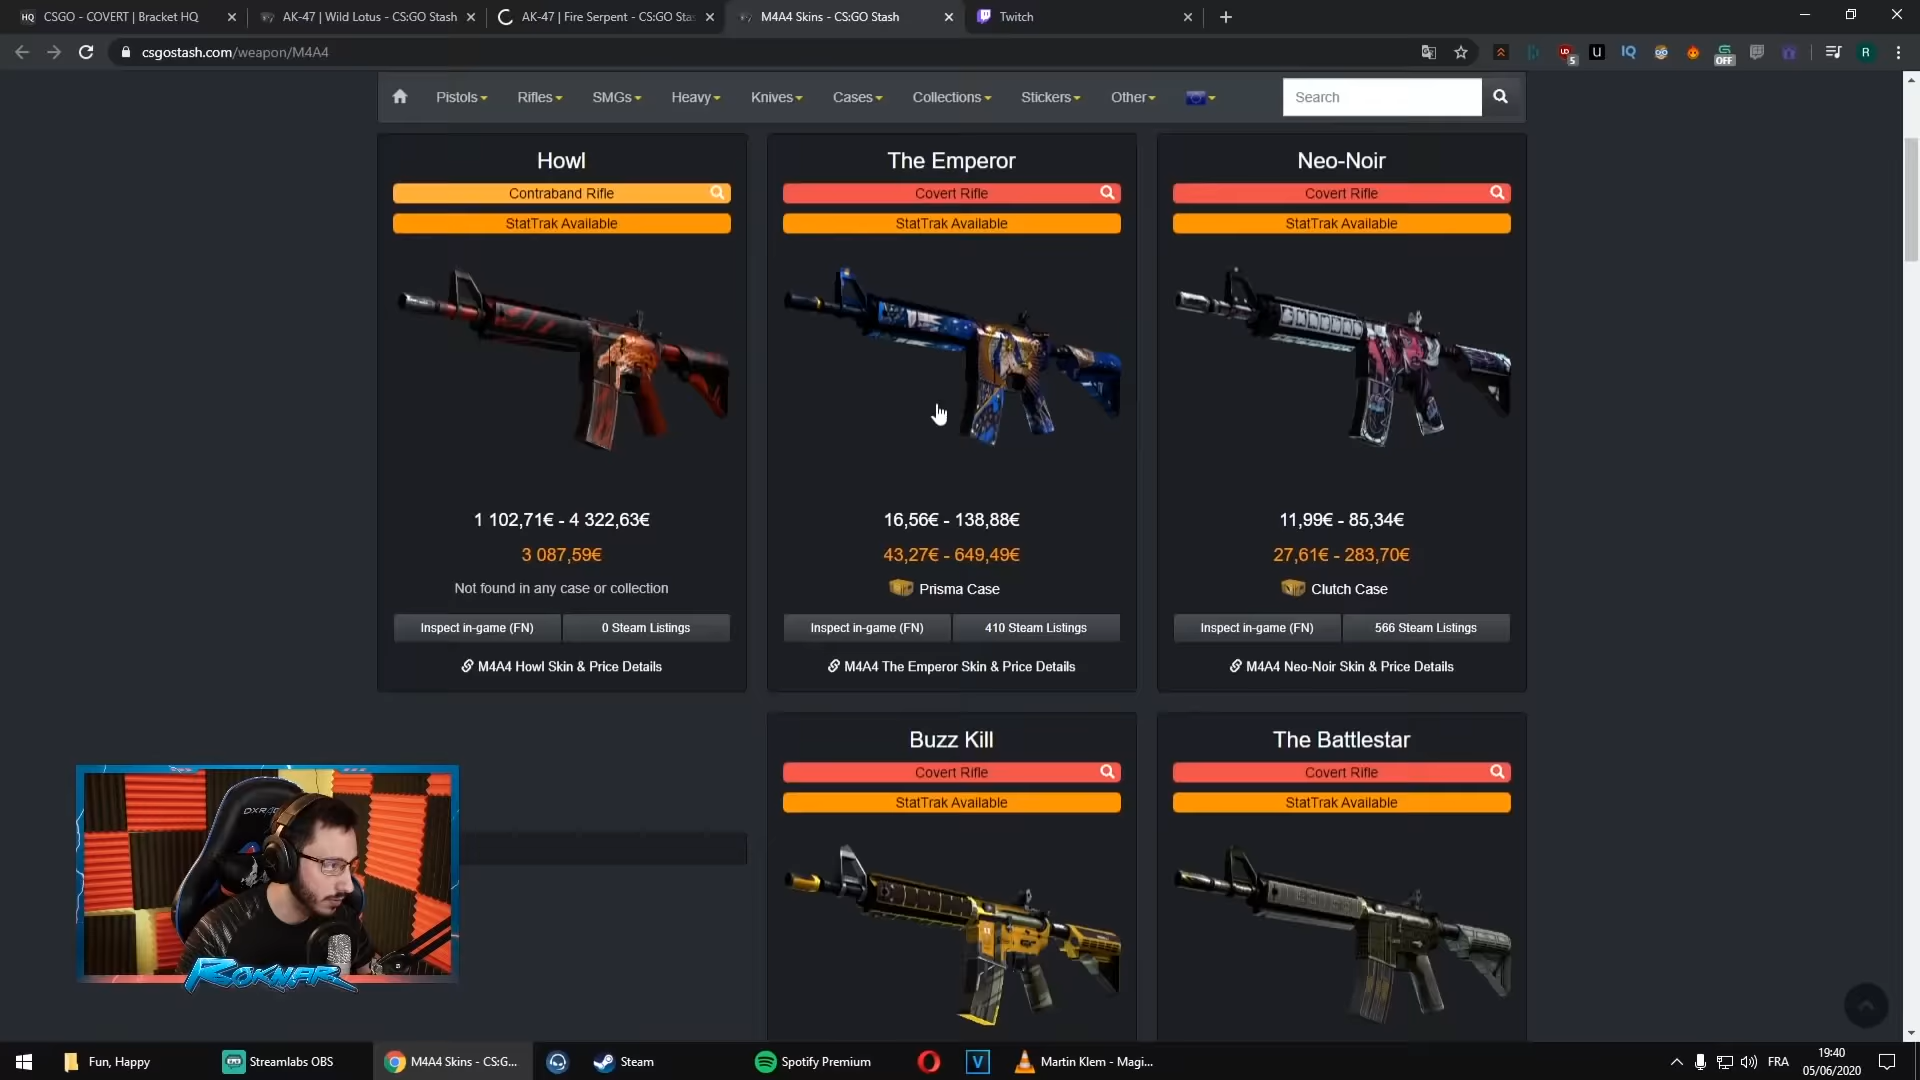 CSGO - COVERT | Bracket HQ
AK-47 | Wild Lotus - CS:GO Stash
AK-47 | Fire Serpent - CS:GO Sta
M4A4 Skins - CS:GO Stash
Twitch
csgostash.com/weapon/M4A4
Pistols Rifles SMGs Heavy Knives Cases Collections Stickers Other
Search
Howl
Contraband Rifle
StatTrak Available
1 102,71€ - 4 322,63€
3 087,59€
Not found in any case or collection
Inspect in-game (FN)
0 Steam Listings
M4A4 Howl Skin & Price Details
The Emperor
Covert Rifle
StatTrak Available
16,56€ - 138,88€
43,27€ - 649,49€
Prisma Case
Inspect in-game (FN)
410 Steam Listings
M4A4 The Emperor Skin & Price Details
Neo-Noir
Covert Rifle
StatTrak Available
11,99€ - 85,34€
27,61€ - 283,70€
Clutch Case
Inspect in-game (FN)
566 Steam Listings
M4A4 Neo-Noir Skin & Price Details
Buzz Kill
Covert Rifle
StatTrak Available
The Battlestar
Covert Rifle
StatTrak Available
ROKNAR
Fun, Happy
Streamlabs OBS
M4A4 Skins - CS:G...
Steam
Spotify Premium
Martin Klem - Magi...
FRA
19:40
05/06/2020